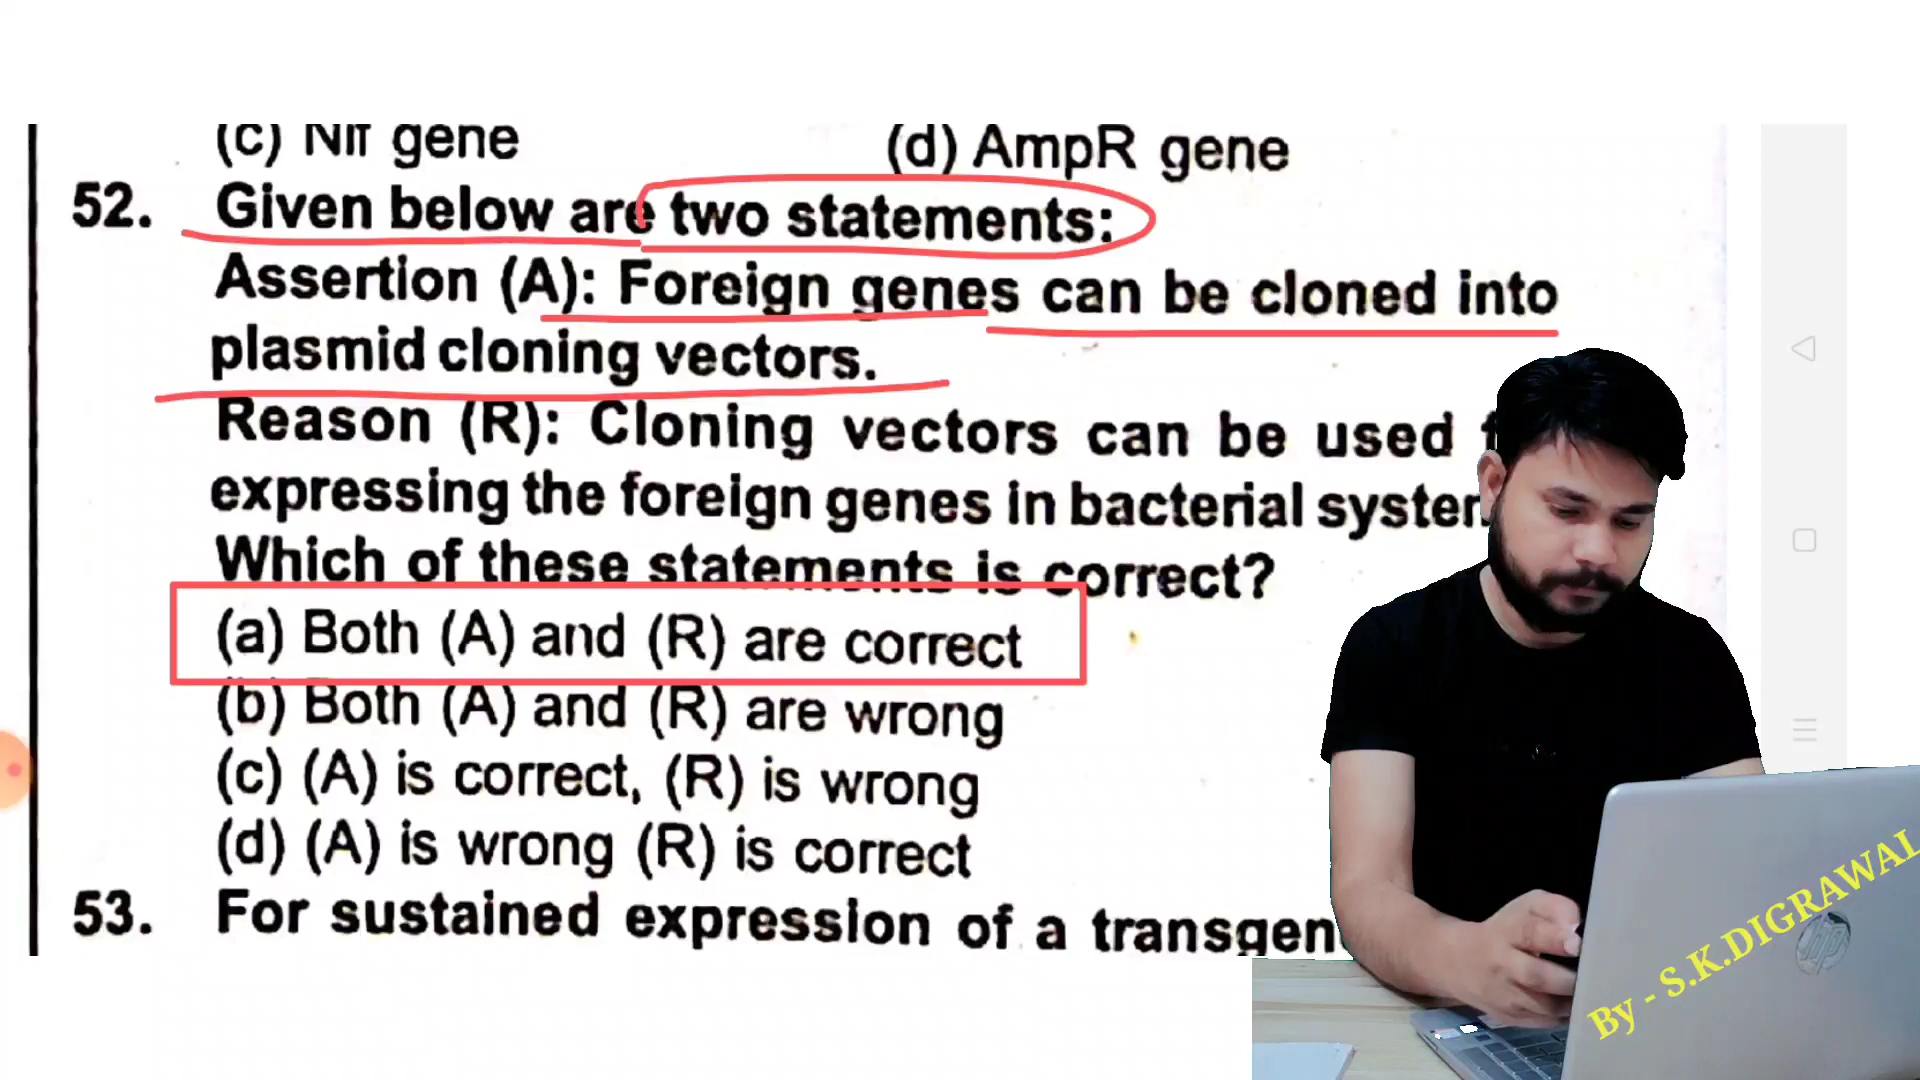 (c) Nif gene (d) AmpR gene
52. Given below are two statements:
Assertion (A): Foreign genes can be cloned into
plasmid cloning vectors.
Reason (R): Cloning vectors can be used
expressing the foreign genes in bacterial
Which of these statements is correct?
(a) Both (A) and (R) are correct
(b) Both (A) and (R) are wrong
(c) (A) is correct, (R) is wrong
(d) (A) is wrong (R) is correct
53. For sustained expression of a
By - S.K.DIGRAWAL
hp